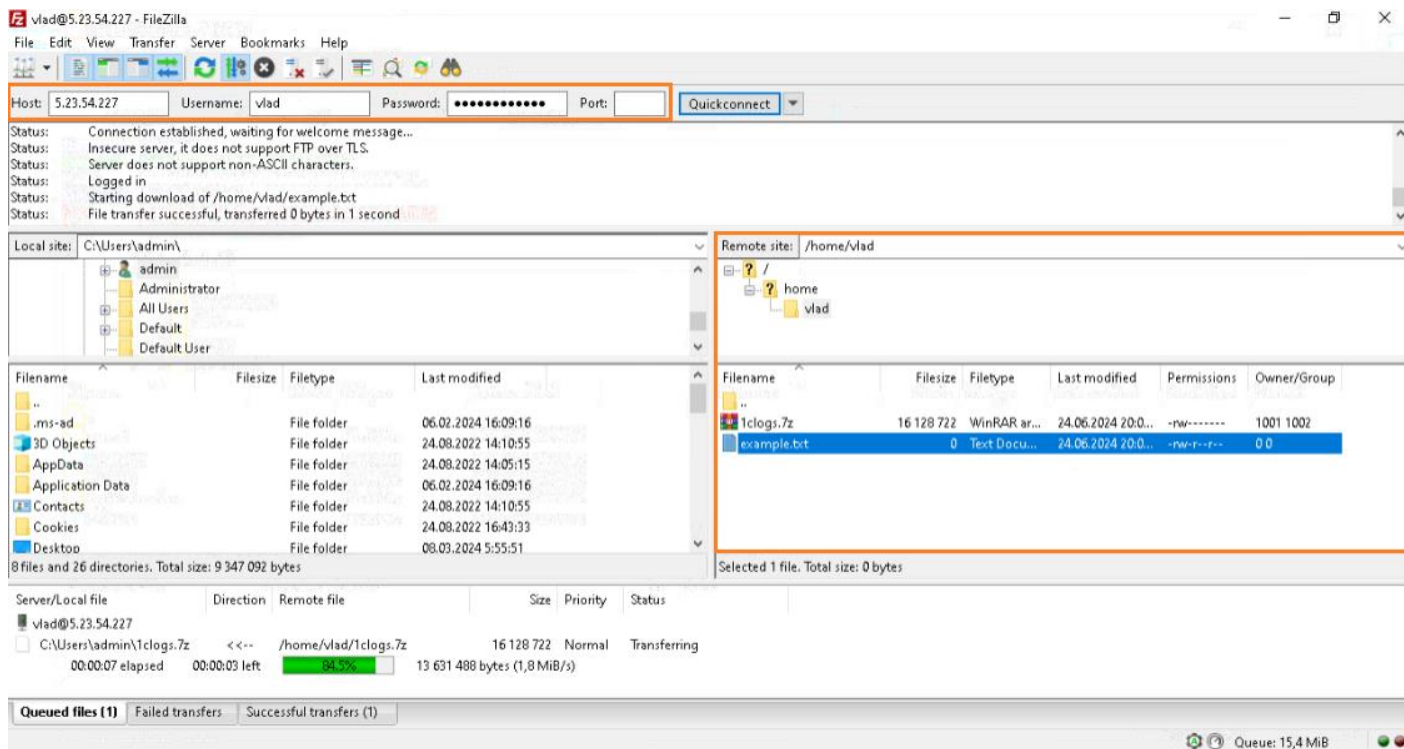 vlad@5.23.54.227 - FileZilla
File Edit View Transfer Server Bookmarks Help
Host: 5.23.54.227 Username: vlad Password: ●●●●●●●●●●●● Port: Quickconnect
Status: Connection established, waiting for welcome message...
Status: Insecure server, it does not support FTP over TLS.
Status: Server does not support non-ASCII characters.
Status: Logged in
Status: Starting download of /home/vlad/example.txt
Status: File transfer successful, transferred 0 bytes in 1 second
Local site: C:\Users\admin\
admin
Administrator
All Users
Default
Default User
Remote site: /home/vlad
/
home
vlad
Filename Filesize Filetype Last modified
..
.ms-ad File folder 06.02.2024 16:09:16
3D Objects File folder 24.08.2022 14:10:55
AppData File folder 24.08.2022 14:05:15
Application Data File folder 06.02.2024 16:09:16
Contacts File folder 24.08.2022 14:10:55
Cookies File folder 24.08.2022 16:43:33
Desktop File folder 08.03.2024 5:55:51
8 files and 26 directories. Total size: 9 347 092 bytes
Filename Filesize Filetype Last modified Permissions Owner/Group
..
1clogs.7z 16 128 722 WinRAR ar... 24.06.2024 20:0... -rw------- 1001 1002
example.txt 0 Text Docu... 24.06.2024 20:0... -rw-r--r-- 0 0
Selected 1 file. Total size: 0 bytes
Server/Local file Direction Remote file Size Priority Status
vlad@5.23.54.227
C:\Users\admin\1clogs.7z <<-- /home/vlad/1clogs.7z 16 128 722 Normal Transferring
00:00:07 elapsed 00:00:03 left 84.5% 13 631 488 bytes (1,8 MiB/s)
Queued files (1) Failed transfers Successful transfers (1)
Queue: 15,4 MiB